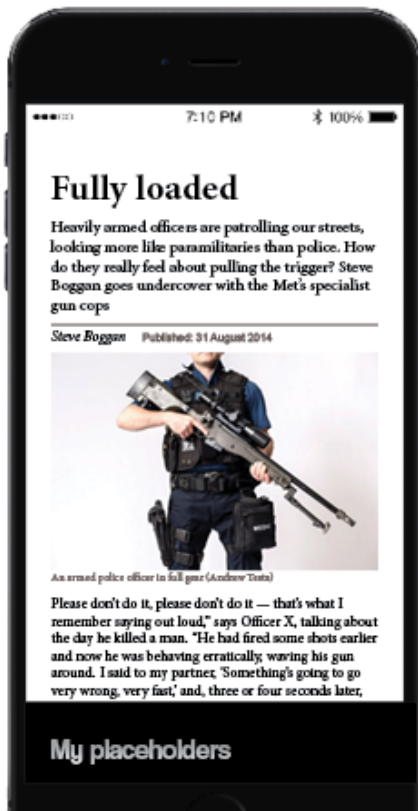 7:10 PM
100%
Fully loaded
Heavily armed officers are patrolling our streets,
looking more like paramilitaries than police. How
do they really feel about pulling the trigger? Steve
Boggan goes undercover with the Met's specialist
gun cops
Steve Boggan Published: 31 August 2014
An armed police officer in full gear (Andrew Testa)
Please don't do it, please don't do it — that's what I
remember saying out loud," says Officer X, talking about
the day he killed a man. "He had fired some shots earlier
and now he was behaving erratically, waving his gun
around. I said to my partner, 'Something's going to go
very wrong, very fast,' and, three or four seconds later,
My placeholders